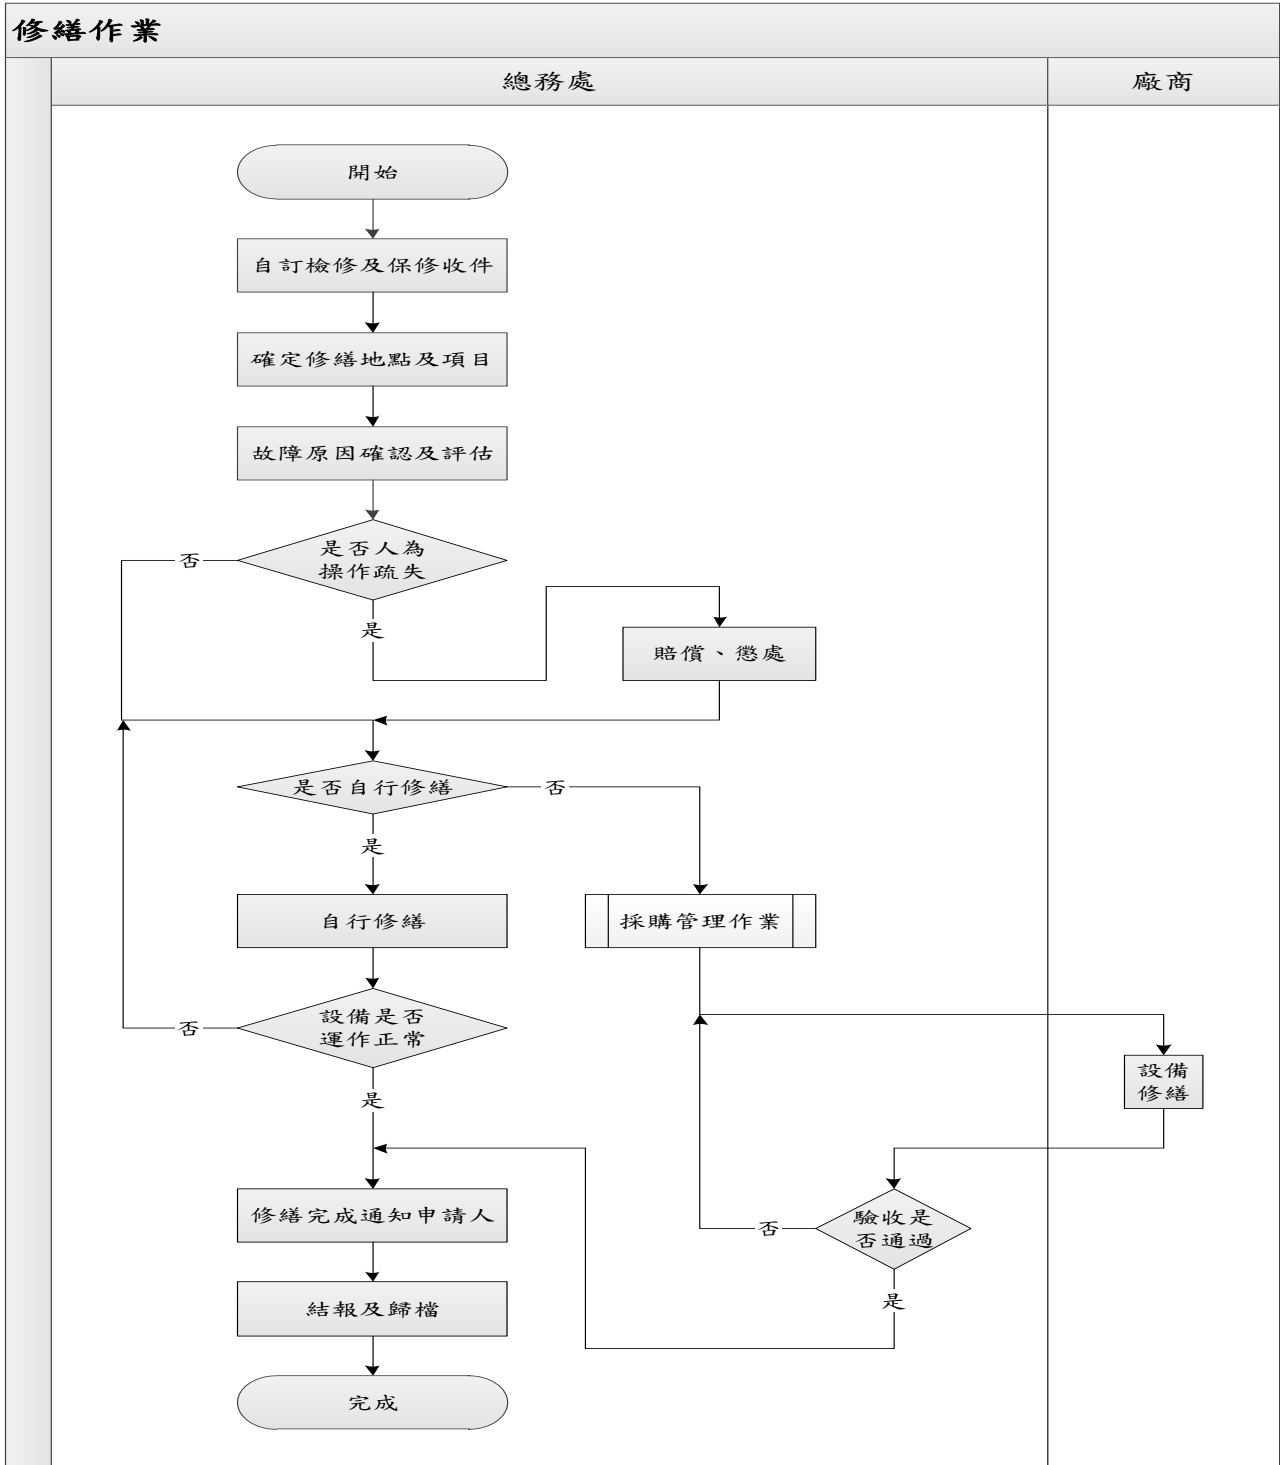 修繕作業
總務處
廠商
開始
自訂檢修及保修收件
確定修繕地點及項目
故障原因確認及評估
是否人為
操作疏失
否
是
賠償、懲處
是否自行修繕
否
是
自行修繕
採購管理作業
設備是否
運作正常
否
是
設備
修繕
修繕完成通知申請人
驗收是
否通過
否
是
結報及歸檔
完成